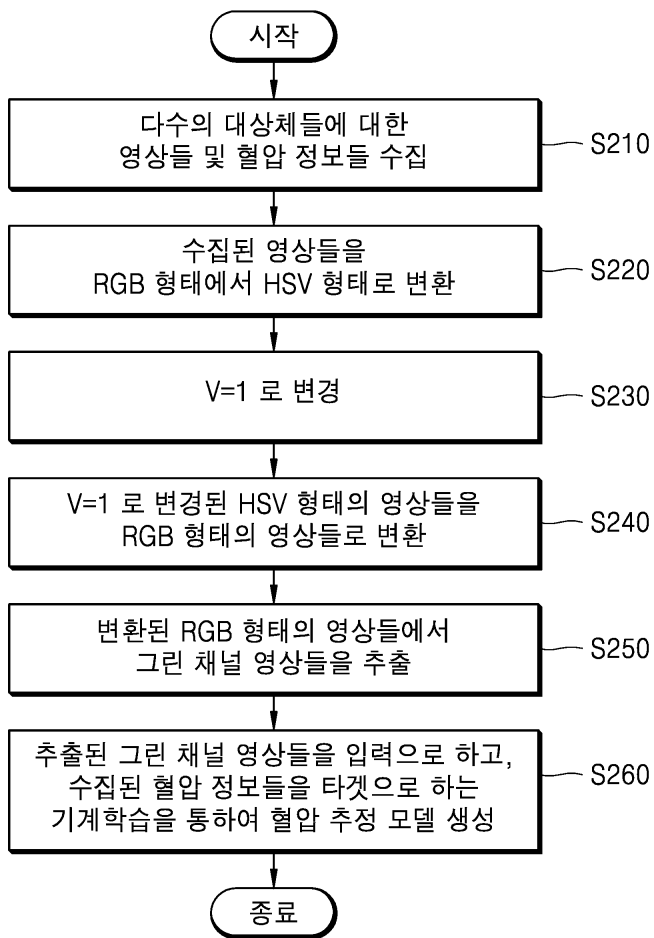 시작
다수의 대상체들에 대한
영상들 및 혈압 정보들 수집
S210
수집된 영상들을
RGB 형태에서 HSV 형태로 변환
S220
V=1 로 변경
S230
V=1 로 변경된 HSV 형태의 영상들을
RGB 형태의 영상들로 변환
S240
변환된 RGB 형태의 영상들에서
그린 채널 영상들을 추출
S250
추출된 그린 채널 영상들을 입력으로 하고,
수집된 혈압 정보들을 타겟으로 하는
기계학습을 통하여 혈압 추정 모델 생성
S260
종료